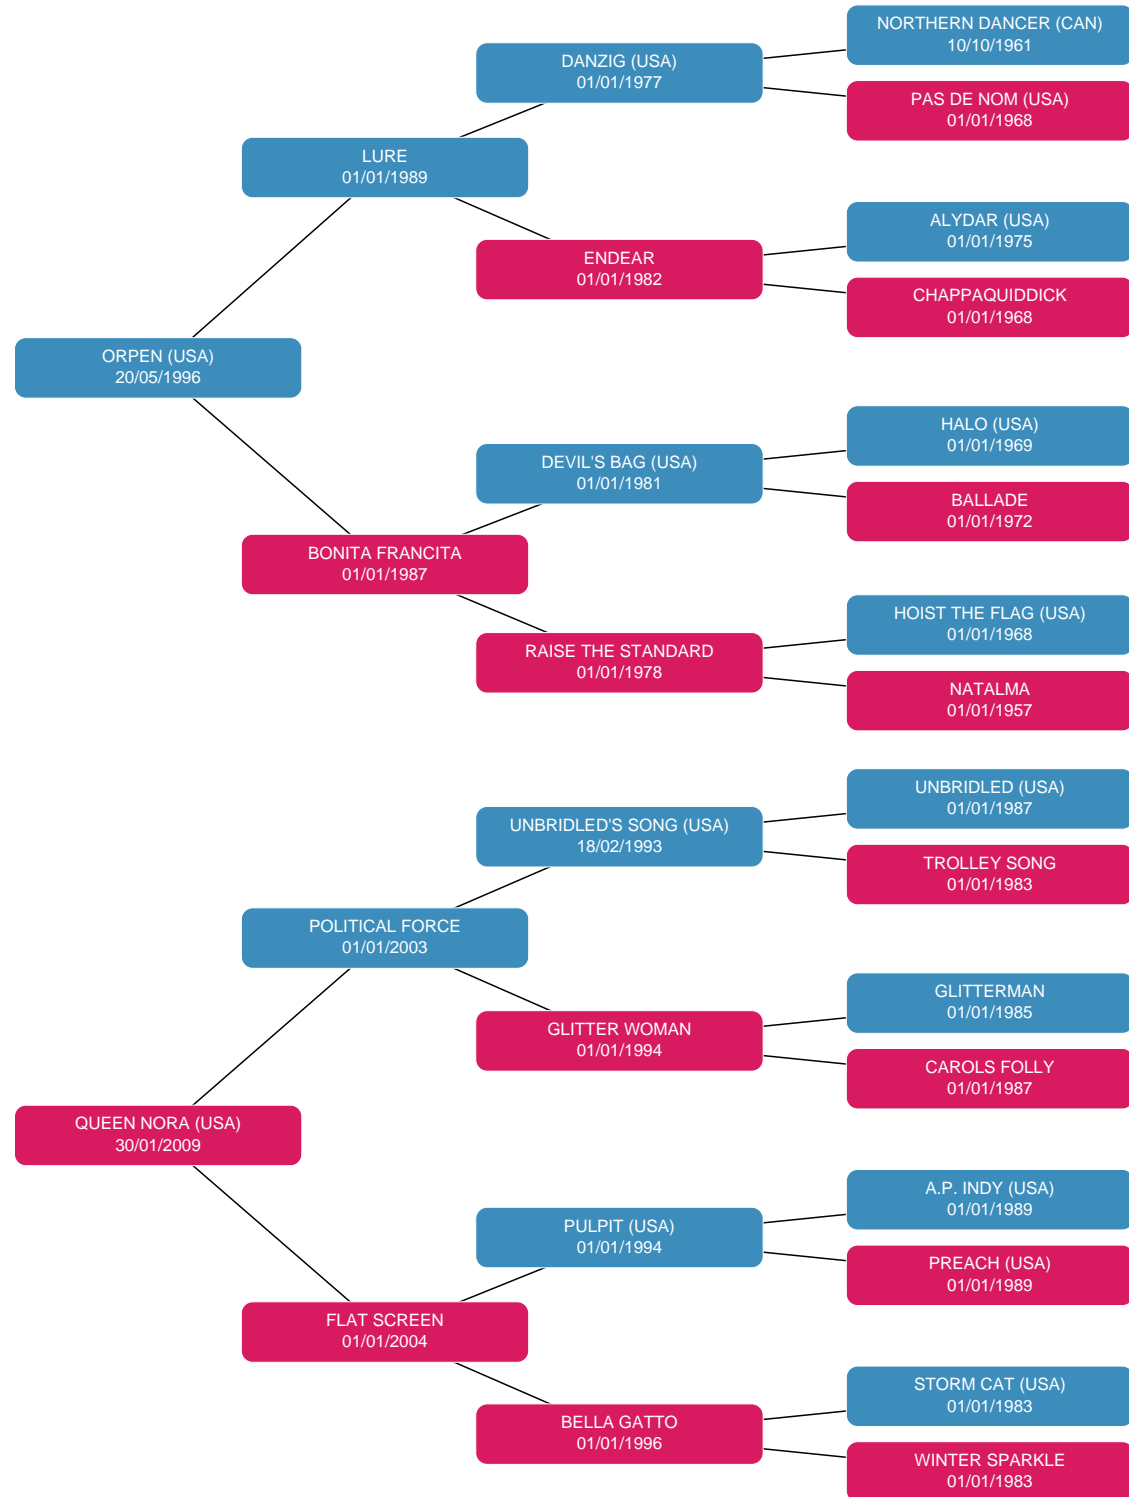 NORTHERN DANCER (CAN)
10/10/1961
DANZIG (USA)
01/01/1977
PAS DE NOM (USA)
01/01/1968
LURE
01/01/1989
ALYDAR (USA)
01/01/1975
ENDEAR
01/01/1982
CHAPPAQUIDDICK
01/01/1968
ORPEN (USA)
20/05/1996
HALO (USA)
01/01/1969
DEVIL'S BAG (USA)
01/01/1981
BALLADE
01/01/1972
BONITA FRANCITA
01/01/1987
HOIST THE FLAG (USA)
01/01/1968
RAISE THE STANDARD
01/01/1978
NATALMA
01/01/1957
UNBRIDLED (USA)
01/01/1987
UNBRIDLED'S SONG (USA)
18/02/1993
TROLLEY SONG
01/01/1983
POLITICAL FORCE
01/01/2003
GLITTERMAN
01/01/1985
GLITTER WOMAN
01/01/1994
CAROLS FOLLY
01/01/1987
QUEEN NORA (USA)
30/01/2009
A.P. INDY (USA)
01/01/1989
PULPIT (USA)
01/01/1994
PREACH (USA)
01/01/1989
FLAT SCREEN
01/01/2004
STORM CAT (USA)
01/01/1983
BELLA GATTO
01/01/1996
WINTER SPARKLE
01/01/1983